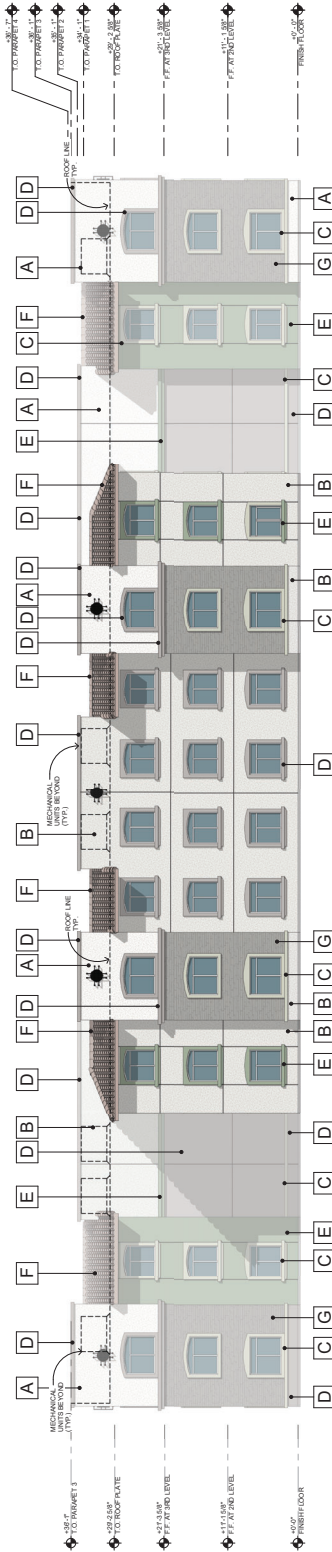 +36'-1"
T.O. PARAPET 3
+29'-2 5/8"
T.O. ROOF PLATE
+21'-3 5/8"
F.F. AT 3RD LEVEL
+11'-1 5/8"
F.F. AT 2ND LEVEL
+0'-0"
FINISH FLOOR
A
D
F
E
D
B
D
F
D
A
D
F
B
D
F
D
D
A
D
D
F
E
A
D
C
F
A
D
D
MECHANICAL
UNITS BEYOND
(TYP.)
ROOF LINE
TYP.
MECHANICAL
UNITS BEYOND
(TYP.)
ROOF LINE
TYP.
D
C
G
C
E
C
D
E
B
B
C
G
D
C
B
E
B
D
C
E
G
C
A
+36'-7"
T.O. PARAPET 4
+36'-1"
T.O. PARAPET 3
+35'-1"
T.O. PARAPET 2
+34'-1"
T.O. PARAPET 1
+29'-2 5/8"
T.O. ROOF PLATE
+21'-3 5/8"
F.F. AT 3RD LEVEL
+11'-1 5/8"
F.F. AT 2ND LEVEL
+0'-0"
FINISH FLOOR